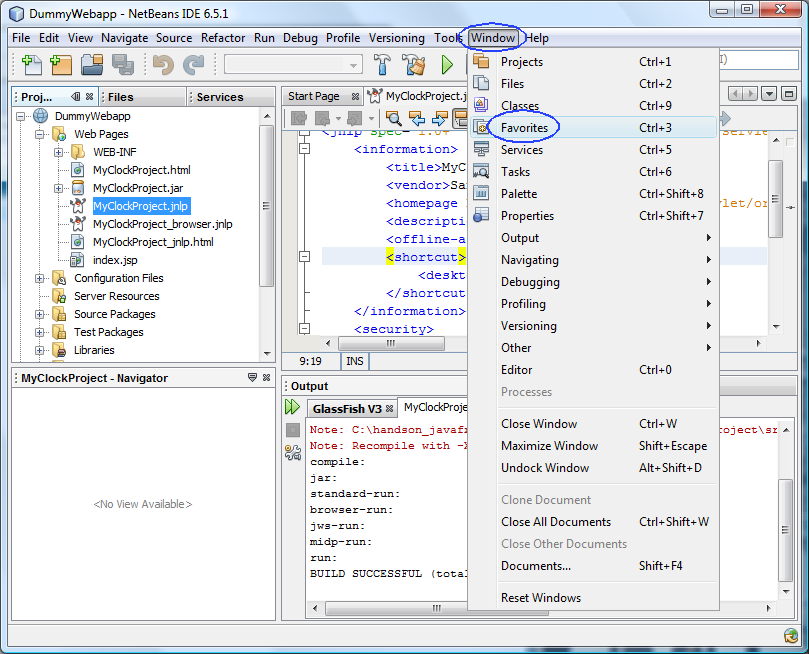 DummyWebapp - NetBeans IDE 6.5.1
File Edit View Navigate Source Refactor Run Debug Profile Versioning Tools Window Help
Proj... Files Services
DummyWebapp
Web Pages
WEB-INF
MyClockProject.html
MyClockProject.jar
MyClockProject.jnlp
MyClockProject_browser.jnlp
MyClockProject_jnlp.html
index.jsp
Configuration Files
Server Resources
Source Packages
Test Packages
Libraries
MyClockProject - Navigator
<No View Available>
Start Page MyClockProject.j
<jnlp spec="1.0+
servic
<information>
<title>MyC
<vendor>Sa
<homepage
vlet/or
<descripti
<offline-a
<shortcut>
<deskt
</shortcut
</information>
<security>
9:19 INS
Output
GlassFish V3 MyClockProje
Note: C:\handson_javaf
roject\sr
Note: Recompile with -X
compile:
jar:
standard-run:
browser-run:
jws-run:
midp-run:
run:
BUILD SUCCESSFUL (total
Projects Ctrl+1
Files Ctrl+2
Classes Ctrl+9
Favorites Ctrl+3
Services Ctrl+5
Tasks Ctrl+6
Palette Ctrl+Shift+8
Properties Ctrl+Shift+7
Output
Navigating
Debugging
Profiling
Versioning
Other
Editor Ctrl+0
Processes
Close Window Ctrl+W
Maximize Window Shift+Escape
Undock Window Alt+Shift+D
Clone Document
Close All Documents Ctrl+Shift+W
Close Other Documents
Documents... Shift+F4
Reset Windows